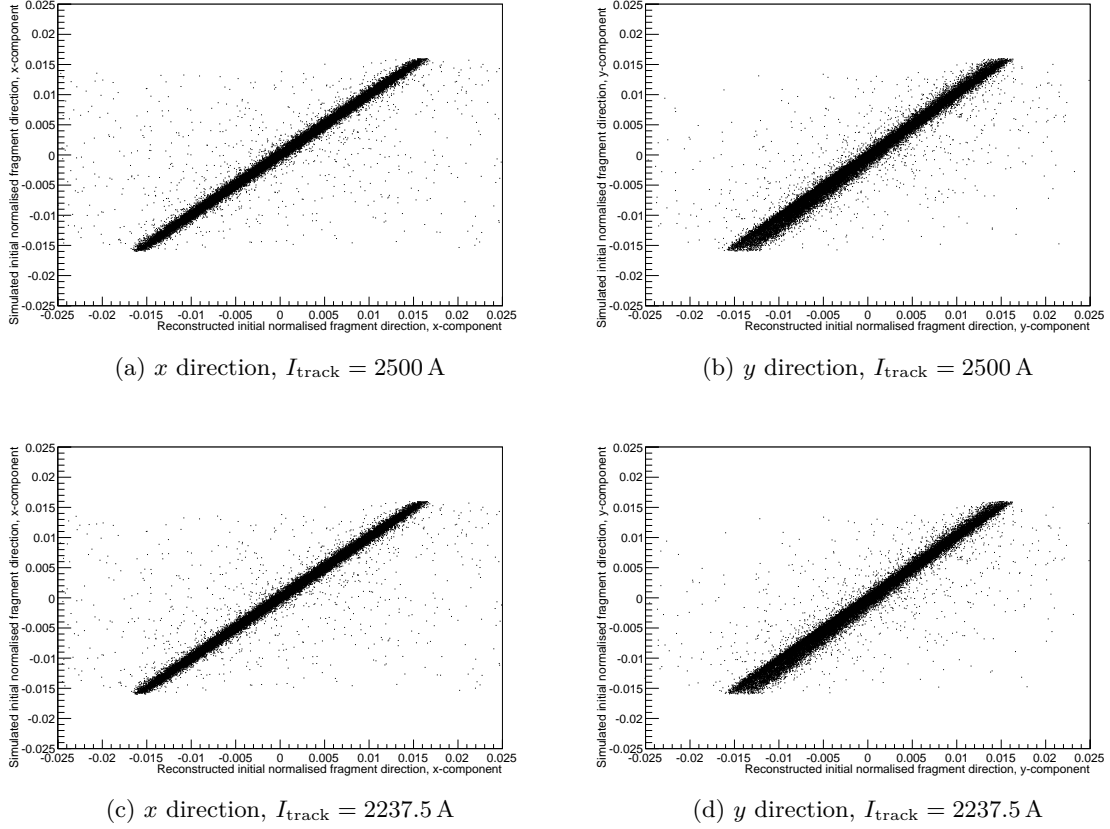 0.025
0.02
0.015
0.01
0.005
0
-0.005
-0.01
-0.015
-0.02
-0.025
Simulated initial normalised fragment direction, x-component
-0.025 -0.02 -0.015 -0.01 -0.005 0 0.005 0.01 0.015 0.02 0.025
Reconstructed initial normalised fragment direction, x-component
(a) x direction, I_track = 2500 A
0.025
0.02
0.015
0.01
0.005
0
-0.005
-0.01
-0.015
-0.02
-0.025
Simulated initial normalised fragment direction, y-component
-0.025 -0.02 -0.015 -0.01 -0.005 0 0.005 0.01 0.015 0.02 0.025
Reconstructed initial normalised fragment direction, y-component
(b) y direction, I_track = 2500 A
0.025
0.02
0.015
0.01
0.005
0
-0.005
-0.01
-0.015
-0.02
-0.025
Simulated initial normalised fragment direction, x-component
-0.025 -0.02 -0.015 -0.01 -0.005 0 0.005 0.01 0.015 0.02 0.025
Reconstructed initial normalised fragment direction, x-component
(c) x direction, I_track = 2237.5 A
0.025
0.02
0.015
0.01
0.005
0
-0.005
-0.01
-0.015
-0.02
-0.025
Simulated initial normalised fragment direction, y-component
-0.025 -0.02 -0.015 -0.01 -0.005 0 0.005 0.01 0.015 0.02 0.025
Reconstructed initial normalised fragment direction, y-component
(d) y direction, I_track = 2237.5 A